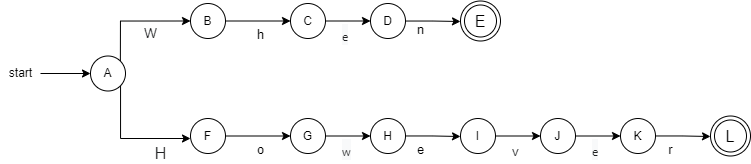 B C D E
W h e n
start A
F G H I J K L
H o w e v e r